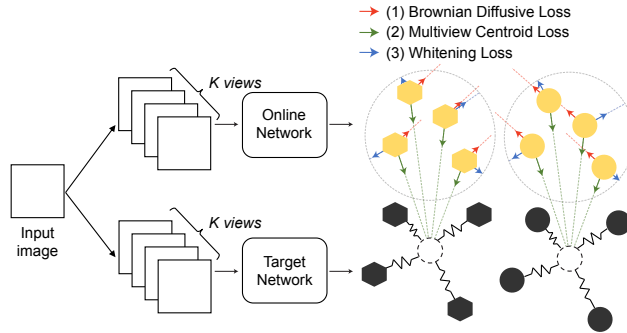 (1) Brownian Diffusive Loss
(2) Multiview Centroid Loss
(3) Whitening Loss
K views
Online
Network
Input
image
K views
Target
Network